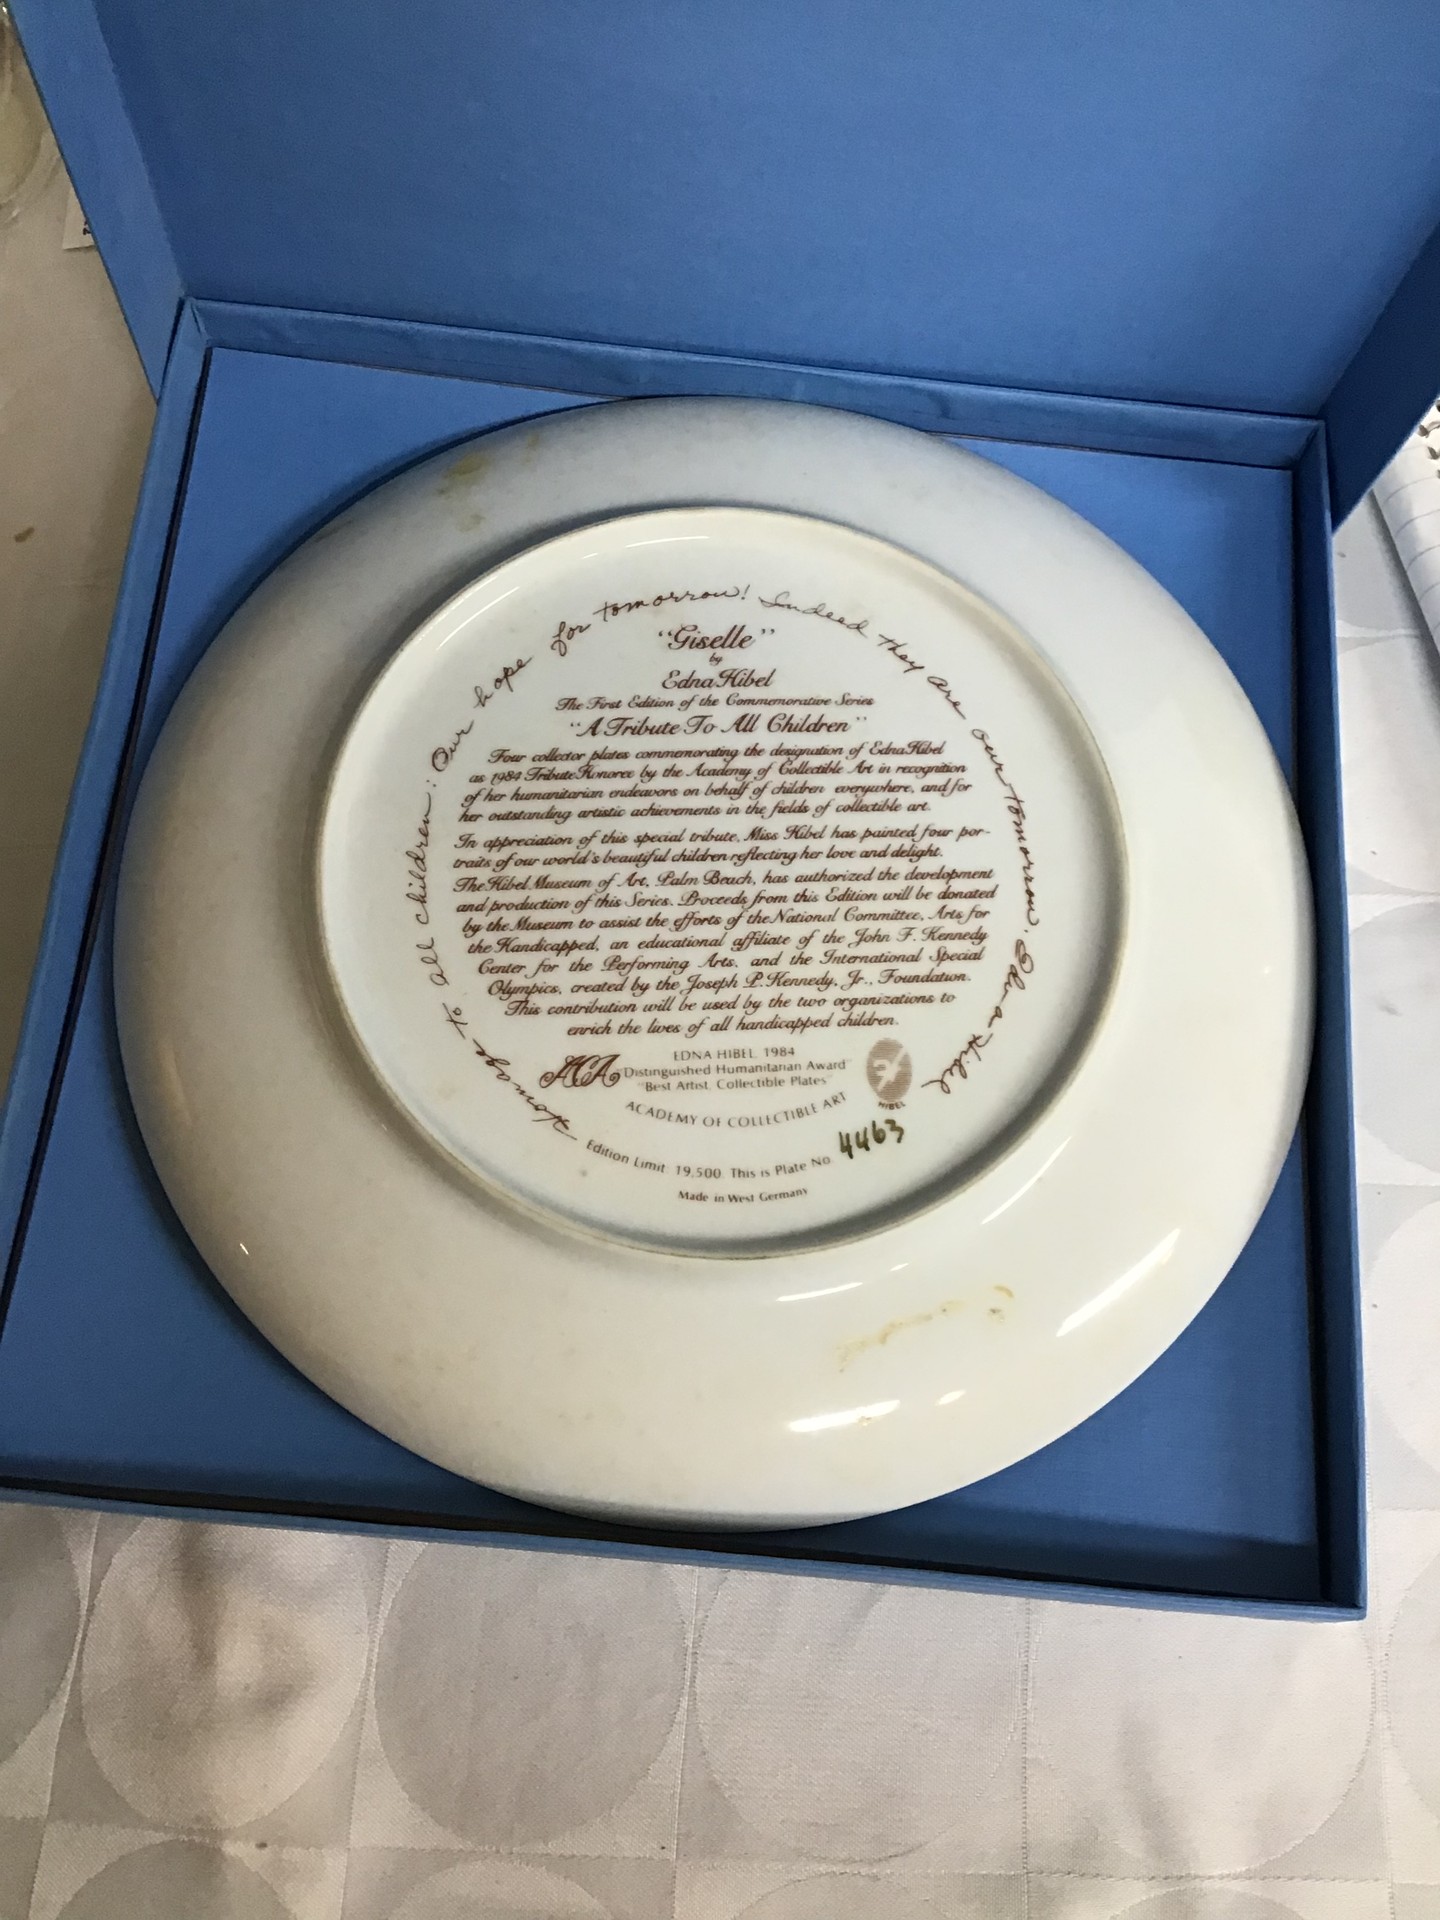 Homage to all children: Our hope for tomorrow! Indeed they are our tomorrow. Edna Hibel
"Giselle"
by
Edna Hibel
The First Edition of the Commemorative Series
"A Tribute To All Children"
Four collector plates commemorating the designation of Edna Hibel
as 1984 Tribute Honoree by the Academy of Collectible Art in recognition
of her humanitarian endeavors on behalf of children everywhere, and for
her outstanding artistic achievements in the fields of collectible art.
In appreciation of this special tribute, Miss Hibel has painted four por-
traits of our world's beautiful children reflecting her love and delight.
The Hibel Museum of Art, Palm Beach, has authorized the development
and production of this Series. Proceeds from this Edition will be donated
by the Museum to assist the efforts of the National Committee, Arts for
the Handicapped, an educational affiliate of the John F. Kennedy
Center for the Performing Arts, and the International Special
Olympics, created by the Joseph P. Kennedy, Jr., Foundation.
This contribution will be used by the two organizations to
enrich the lives of all handicapped children.
ACA
EDNA HIBEL, 1984
"Distinguished Humanitarian Award"
"Best Artist, Collectible Plates"
ACADEMY OF COLLECTIBLE ART
HIBEL
Edition Limit: 19,500. This is Plate No. 4463
Made in West Germany